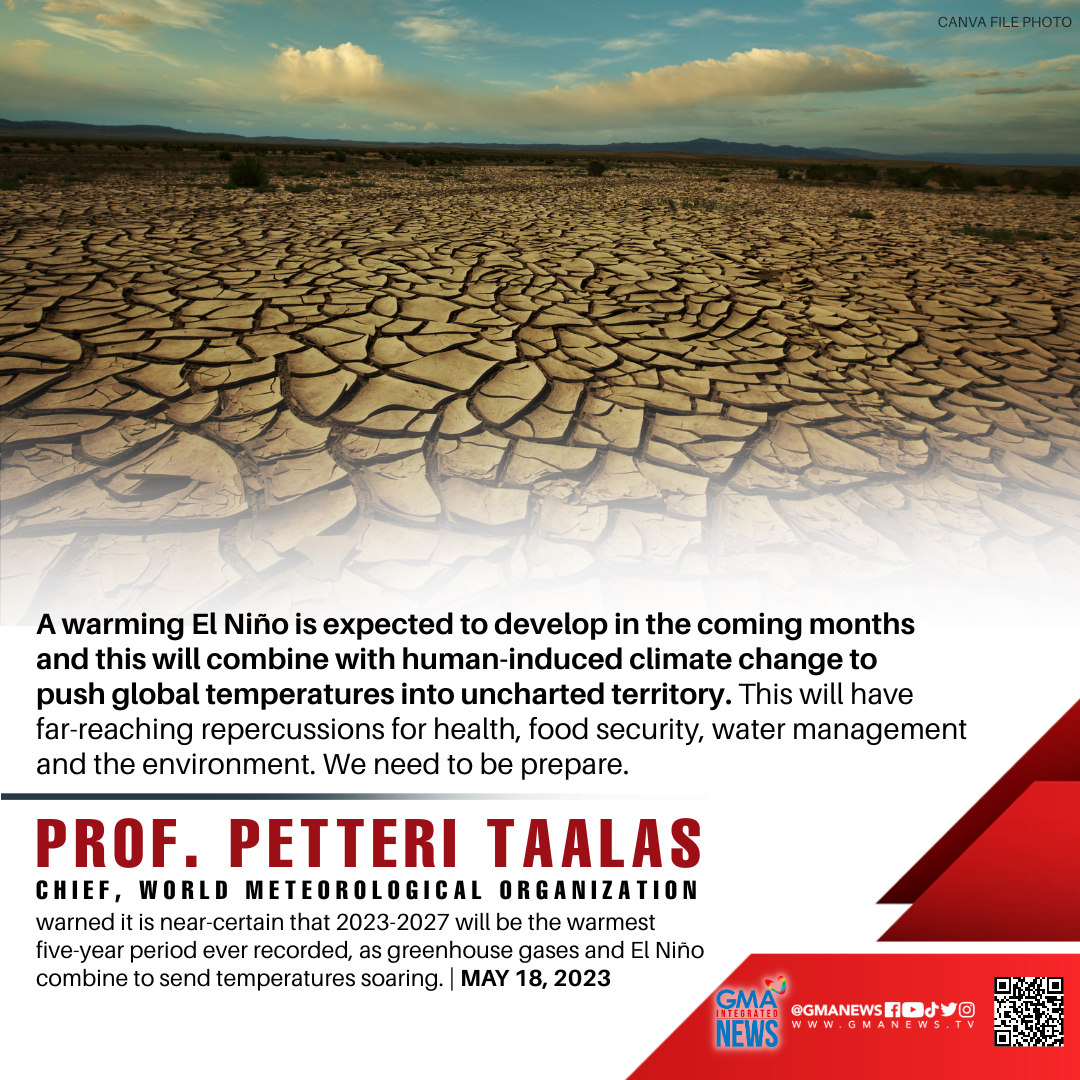 CANVA FILE PHOTO
A warming El Niño is expected to develop in the coming months
and this will combine with human-induced climate change to
push global temperatures into uncharted territory. This will have
far-reaching repercussions for health, food security, water management
and the environment. We need to be prepare.
PROF. PETTERI TAALAS
CHIEF, WORLD METEOROLOGICAL ORGANIZATION
warned it is near-certain that 2023-2027 will be the warmest
five-year period ever recorded, as greenhouse gases and El Niño
combine to send temperatures soaring. | MAY 18, 2023
GMA
INTEGRATED
NEWS
@GMANEWS
WWW.GMANEWS.TV